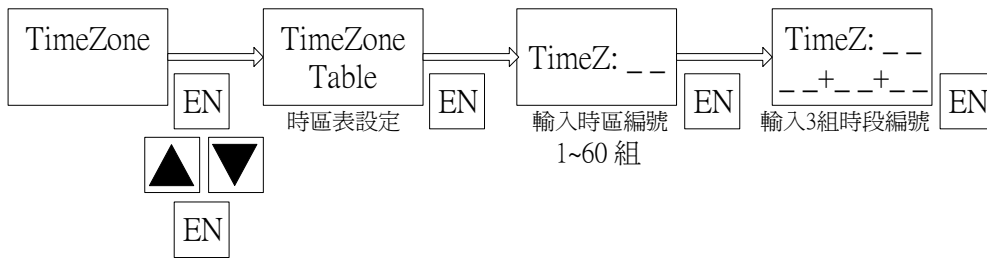 TimeZone
EN
▲ ▼
EN
TimeZone
Table
時區表設定
EN
TimeZ: _ _
輸入時區編號
1~60 組
EN
TimeZ: _ _
_ _+_ _+_ _
輸入3組時段編號
EN